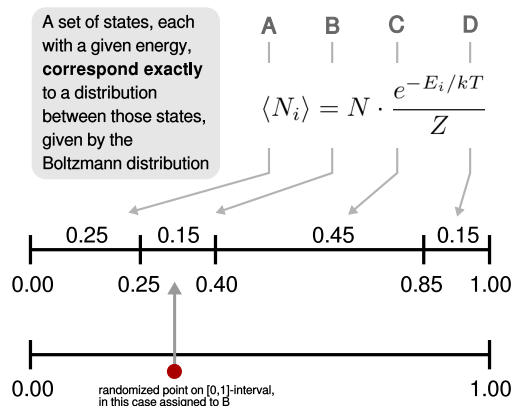 A set of states, each
with a given energy,
correspond exactly
to a distribution
between those states,
given by the
Boltzmann distribution
A B C D
⟨N_i⟩ = N · e^{-E_i/kT} / Z
0.25 0.15 0.45 0.15
0.00 0.25 0.40 0.85 1.00
0.00 1.00
randomized point on [0,1]-interval,
in this case assigned to B